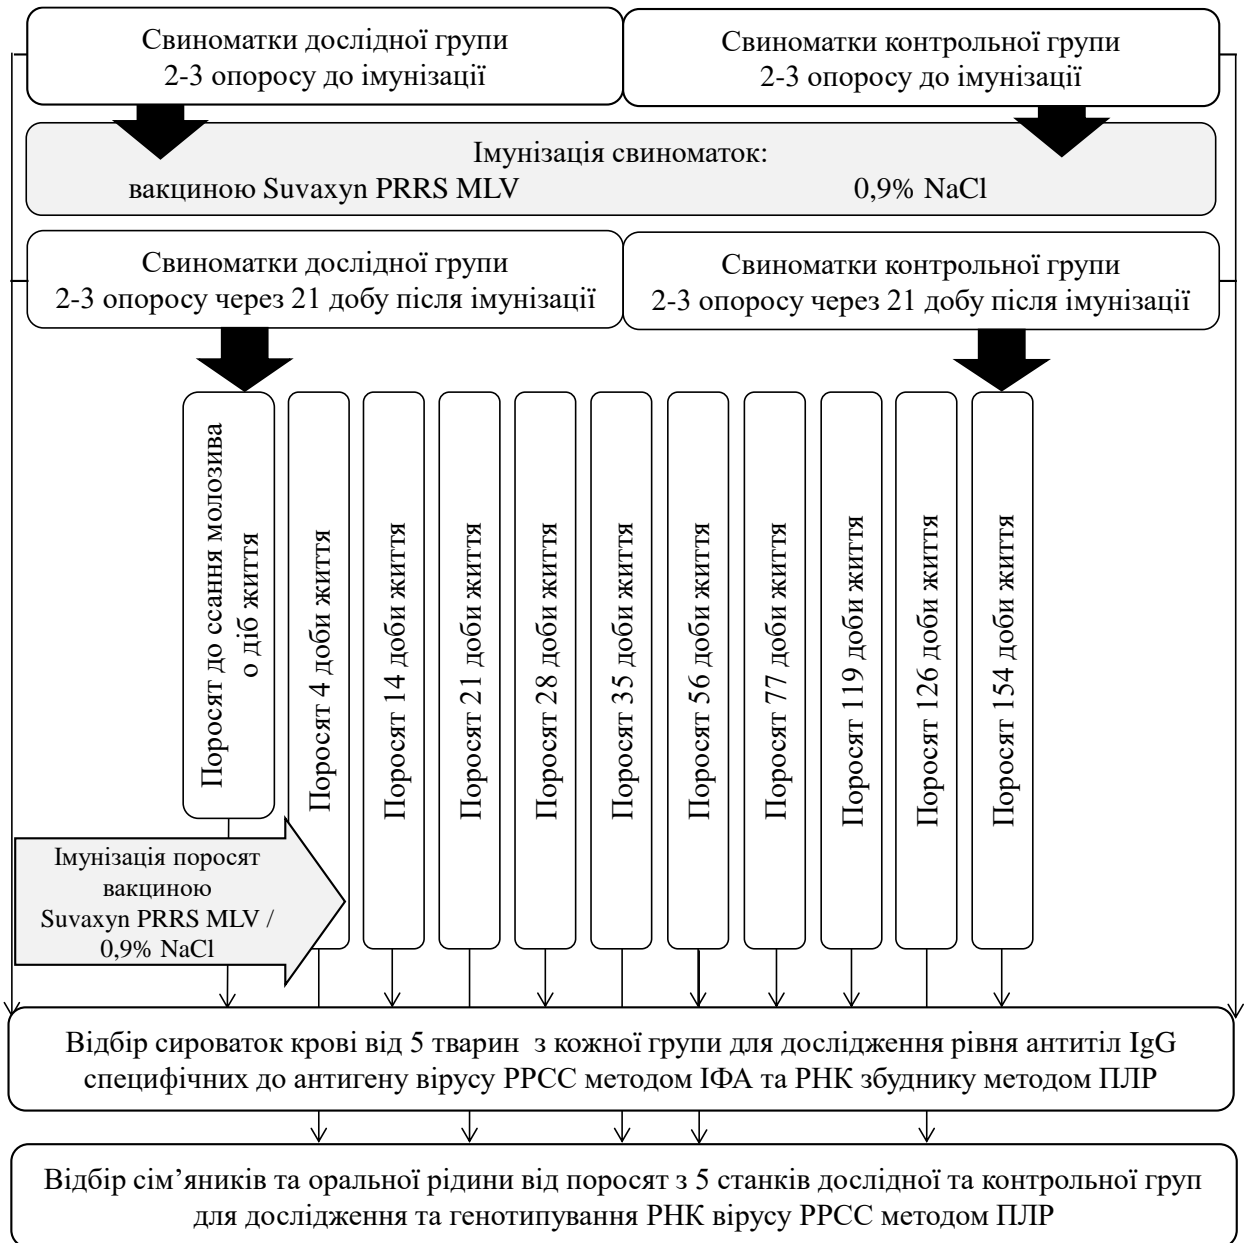 Свиноматки дослідної групи
2-3 опоросу до імунізації
Свиноматки контрольної групи
2-3 опоросу до імунізації
Імунізація свиноматок:
вакциною Suvaxyn PRRS MLV 0,9% NaCl
Свиноматки дослідної групи
2-3 опоросу через 21 добу після імунізації
Свиноматки контрольної групи
2-3 опоросу через 21 добу після імунізації
Поросят до ссання молозива
о діб життя
Поросят 4 доби життя
Поросят 14 доби життя
Поросят 21 доби життя
Поросят 28 доби життя
Поросят 35 доби життя
Поросят 56 доби життя
Поросят 77 доби життя
Поросят 119 доби життя
Поросят 126 доби життя
Поросят 154 доби життя
Імунізація поросят
вакциною
Suvaxyn PRRS MLV /
0,9% NaCl
Відбір сироваток крові від 5 тварин з кожної групи для дослідження рівня антитіл IgG
специфічних до антигену вірусу РРСС методом ІФА та РНК збуднику методом ПЛР
Відбір сім’яників та оральної рідини від поросят з 5 станків дослідної та контрольної груп
для дослідження та генотипування РНК вірусу РРСС методом ПЛР